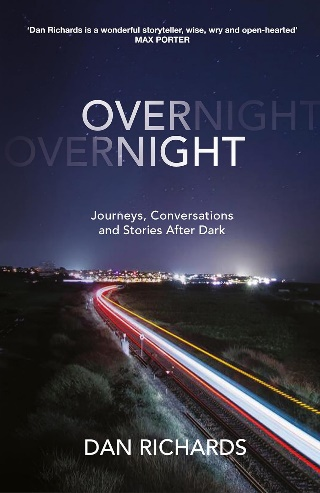 'Dan Richards is a wonderful storyteller, wise, wry and open-hearted'
MAX PORTER
OVERNIGHT
OVERNIGHT
Journeys, Conversations
and Stories After Dark
DAN RICHARDS